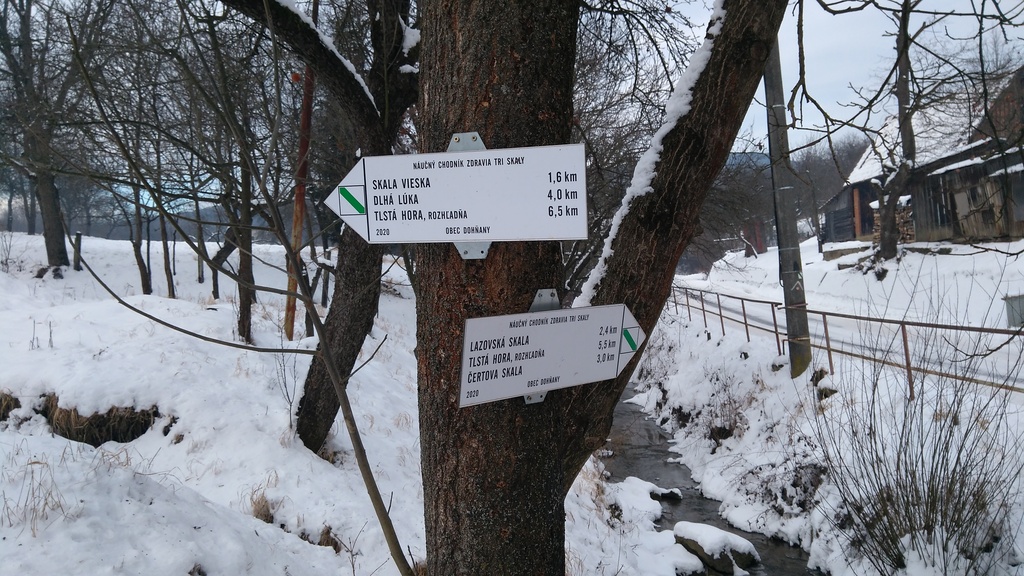 NÁUČNÝ CHODNÍK ZDRAVIA TRI SKALY
SKALA VIESKA 1,6 km
DLHÁ LÚKA 4,0 km
TLSTÁ HORA, ROZHĽADŇA 6,5 km
2020 OBEC DOHŇANY
NÁUČNÝ CHODNÍK ZDRAVIA TRI SKALY
LAZOVSKÁ SKALA 2,4 km
TLSTÁ HORA, ROZHĽADŇA 5,5 km
ČERTOVA SKALA 3,0 km
2020 OBEC DOHŇANY